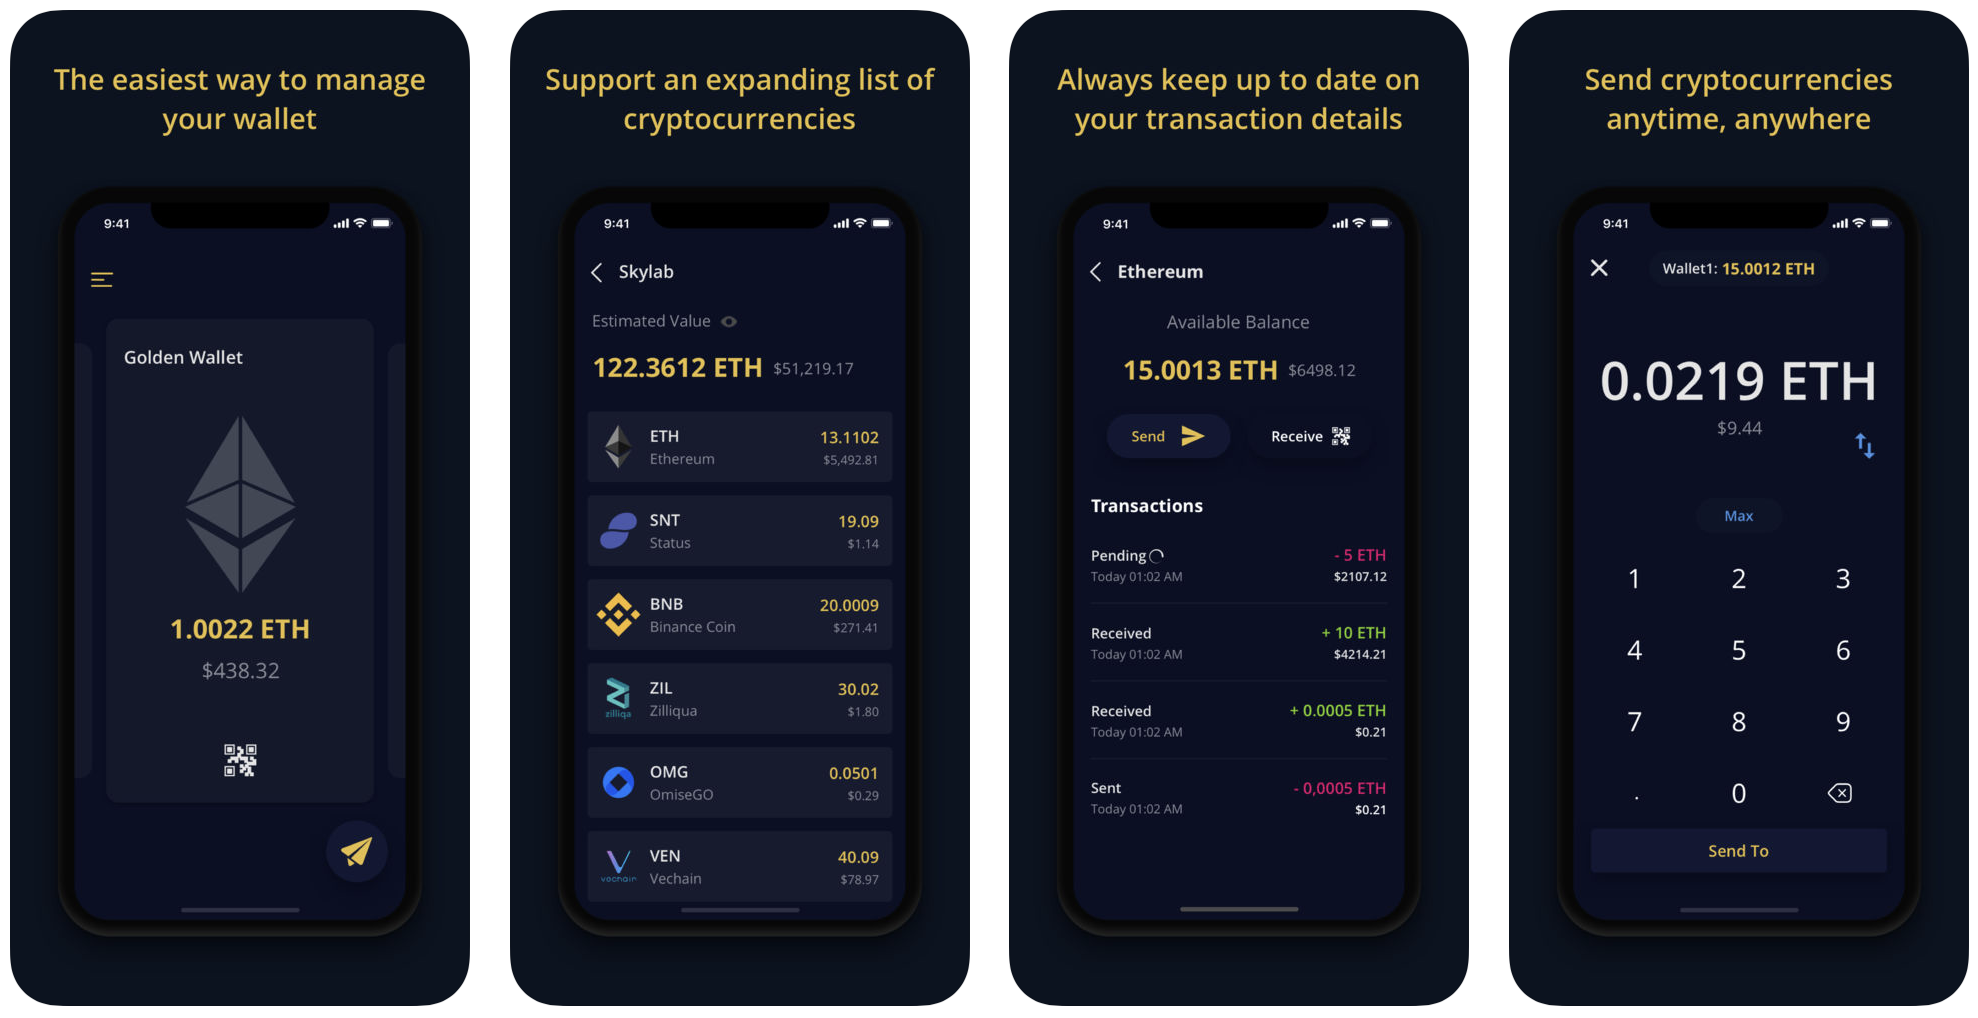 The easiest way to manage
your wallet
9:41
Golden Wallet
1.0022 ETH
$438.32
Support an expanding list of
cryptocurrencies
9:41
Skylab
Estimated Value
122.3612 ETH $51,219.17
ETH 13.1102
Ethereum $5,492.81
SNT 19.09
Status $1.14
BNB 20.0009
Binance Coin $271.41
ZIL 30.02
zilliqa
Zilliqua $1.80
OMG 0.0501
OmiseGO $0.29
VEN 40.09
vechain
Vechain $78.97
Always keep up to date on
your transaction details
9:41
Ethereum
Available Balance
15.0013 ETH $6498.12
Send Receive
Transactions
Pending - 5 ETH
Today 01:02 AM $2107.12
Received + 10 ETH
Today 01:02 AM $4214.21
Received + 0.0005 ETH
Today 01:02 AM $0.21
Sent - 0,0005 ETH
Today 01:02 AM $0.21
Send cryptocurrencies
anytime, anywhere
9:41
Wallet1: 15.0012 ETH
0.0219 ETH
$9.44
Max
1 2 3
4 5 6
7 8 9
. 0
Send To